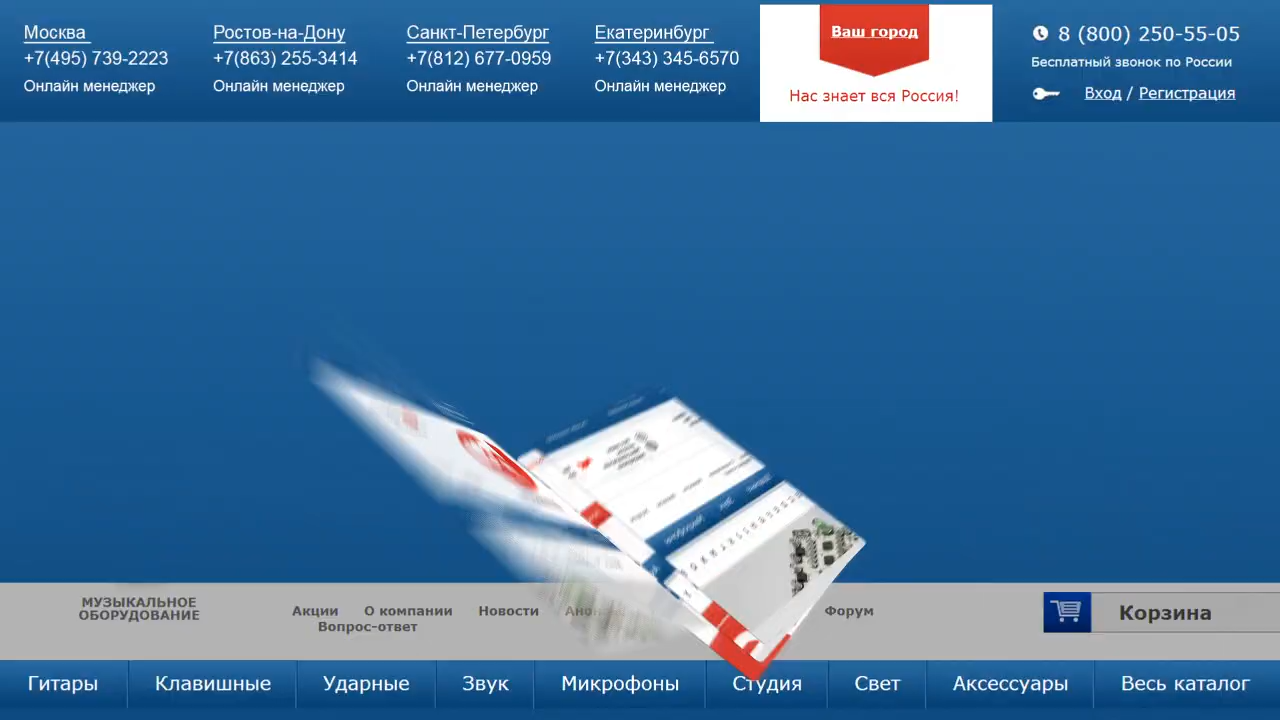 Москва
+7(495) 739-2223
Онлайн менеджер
Ростов-на-Дону
+7(863) 255-3414
Онлайн менеджер
Санкт-Петербург
+7(812) 677-0959
Онлайн менеджер
Екатеринбург
+7(343) 345-6570
Онлайн менеджер
Ваш город
Нас знает вся Россия!
8 (800) 250-55-05
Бесплатный звонок по России
Вход / Регистрация
МУЗЫКАЛЬНОЕ
ОБОРУДОВАНИЕ
Акции О компании Новости Форум
Вопрос-ответ
Корзина
Гитары Клавишные Ударные Звук Микрофоны Студия Свет Аксессуары Весь каталог